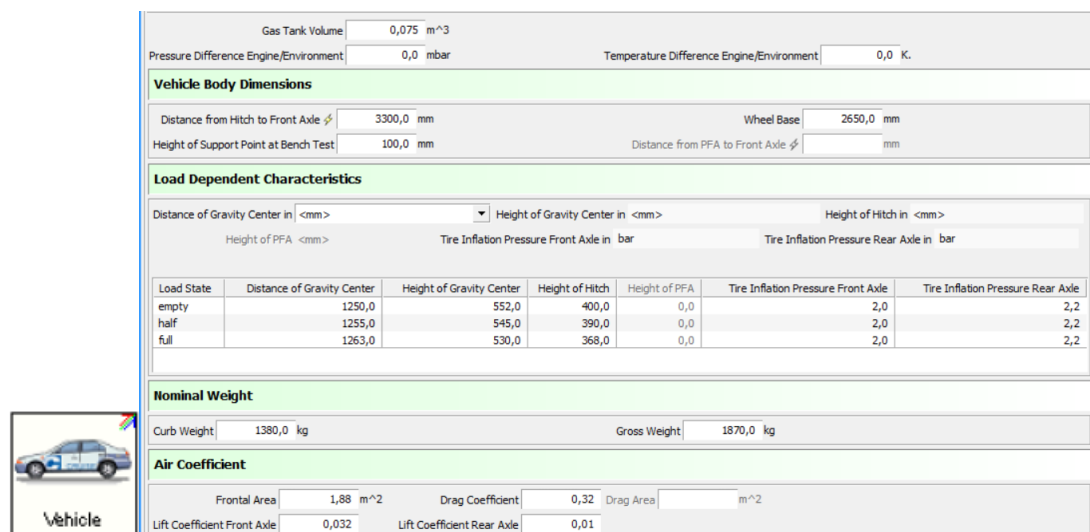 Gas Tank Volume 0,075 m^3
Pressure Difference Engine/Environment 0,0 mbar Temperature Difference Engine/Environment 0,0 K.
Vehicle Body Dimensions
Distance from Hitch to Front Axle 3300,0 mm Wheel Base 2650,0 mm
Height of Support Point at Bench Test 100,0 mm Distance from PFA to Front Axle mm
Load Dependent Characteristics
Distance of Gravity Center in <mm> Height of Gravity Center in <mm> Height of Hitch in <mm>
Height of PFA <mm> Tire Inflation Pressure Front Axle in bar Tire Inflation Pressure Rear Axle in bar
Load State Distance of Gravity Center Height of Gravity Center Height of Hitch Height of PFA Tire Inflation Pressure Front Axle Tire Inflation Pressure Rear Axle
empty 1250,0 552,0 400,0 0,0 2,0 2,2
half 1255,0 545,0 390,0 0,0 2,0 2,2
full 1263,0 530,0 368,0 0,0 2,0 2,2
Nominal Weight
Curb Weight 1380,0 kg Gross Weight 1870,0 kg
Air Coefficient
Frontal Area 1,88 m^2 Drag Coefficient 0,32 Drag Area m^2
Lift Coefficient Front Axle 0,032 Lift Coefficient Rear Axle 0,01
Vehicle